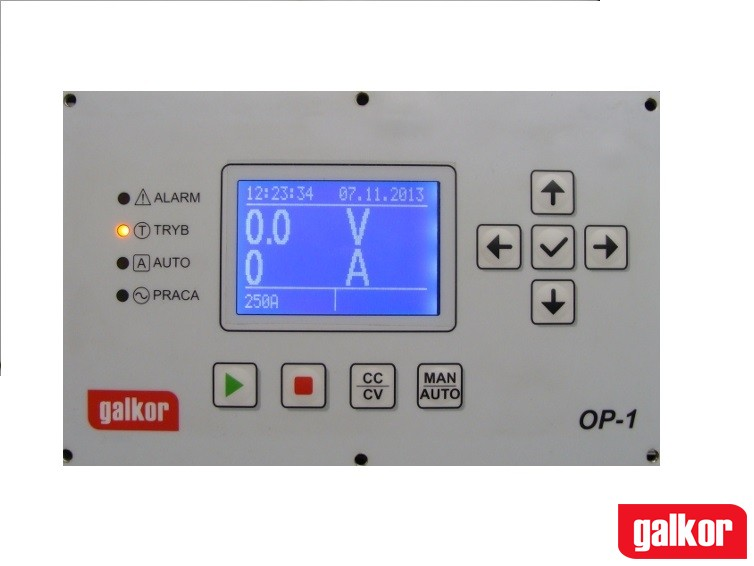 12:23:34 07.11.2013
0.0 V
0 A
250A
ALARM
T TRYB
A AUTO
PRACA
CC
CV
MAN
AUTO
galkor
OP-1
galkor